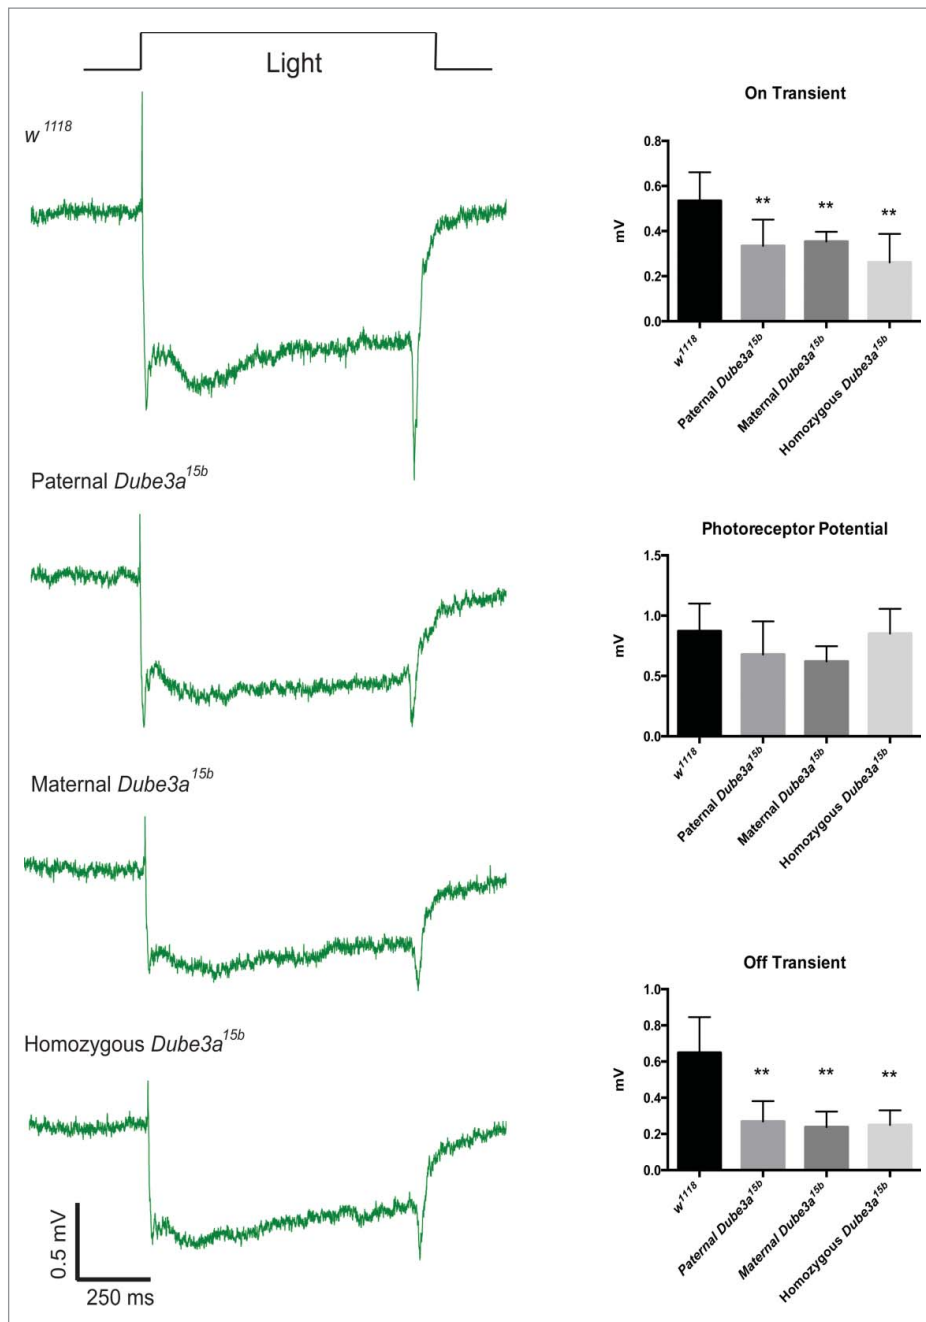 Light
w1118
Paternal Dube3a15b
Maternal Dube3a15b
Homozygous Dube3a15b
0.5 mV
250 ms
On Transient
0.8
0.6
0.4
0.2
0.0
mV
**
**
**
w1118
Paternal Dube3a15b
Maternal Dube3a15b
Homozygous Dube3a15b
Photoreceptor Potential
1.5
1.0
0.5
0.0
mV
w1118
Paternal Dube3a15b
Maternal Dube3a15b
Homozygous Dube3a15b
Off Transient
1.0
0.8
0.6
0.4
0.2
0.0
mV
**
**
**
w1118
Paternal Dube3a15b
Maternal Dube3a15b
Homozygous Dube3a15b